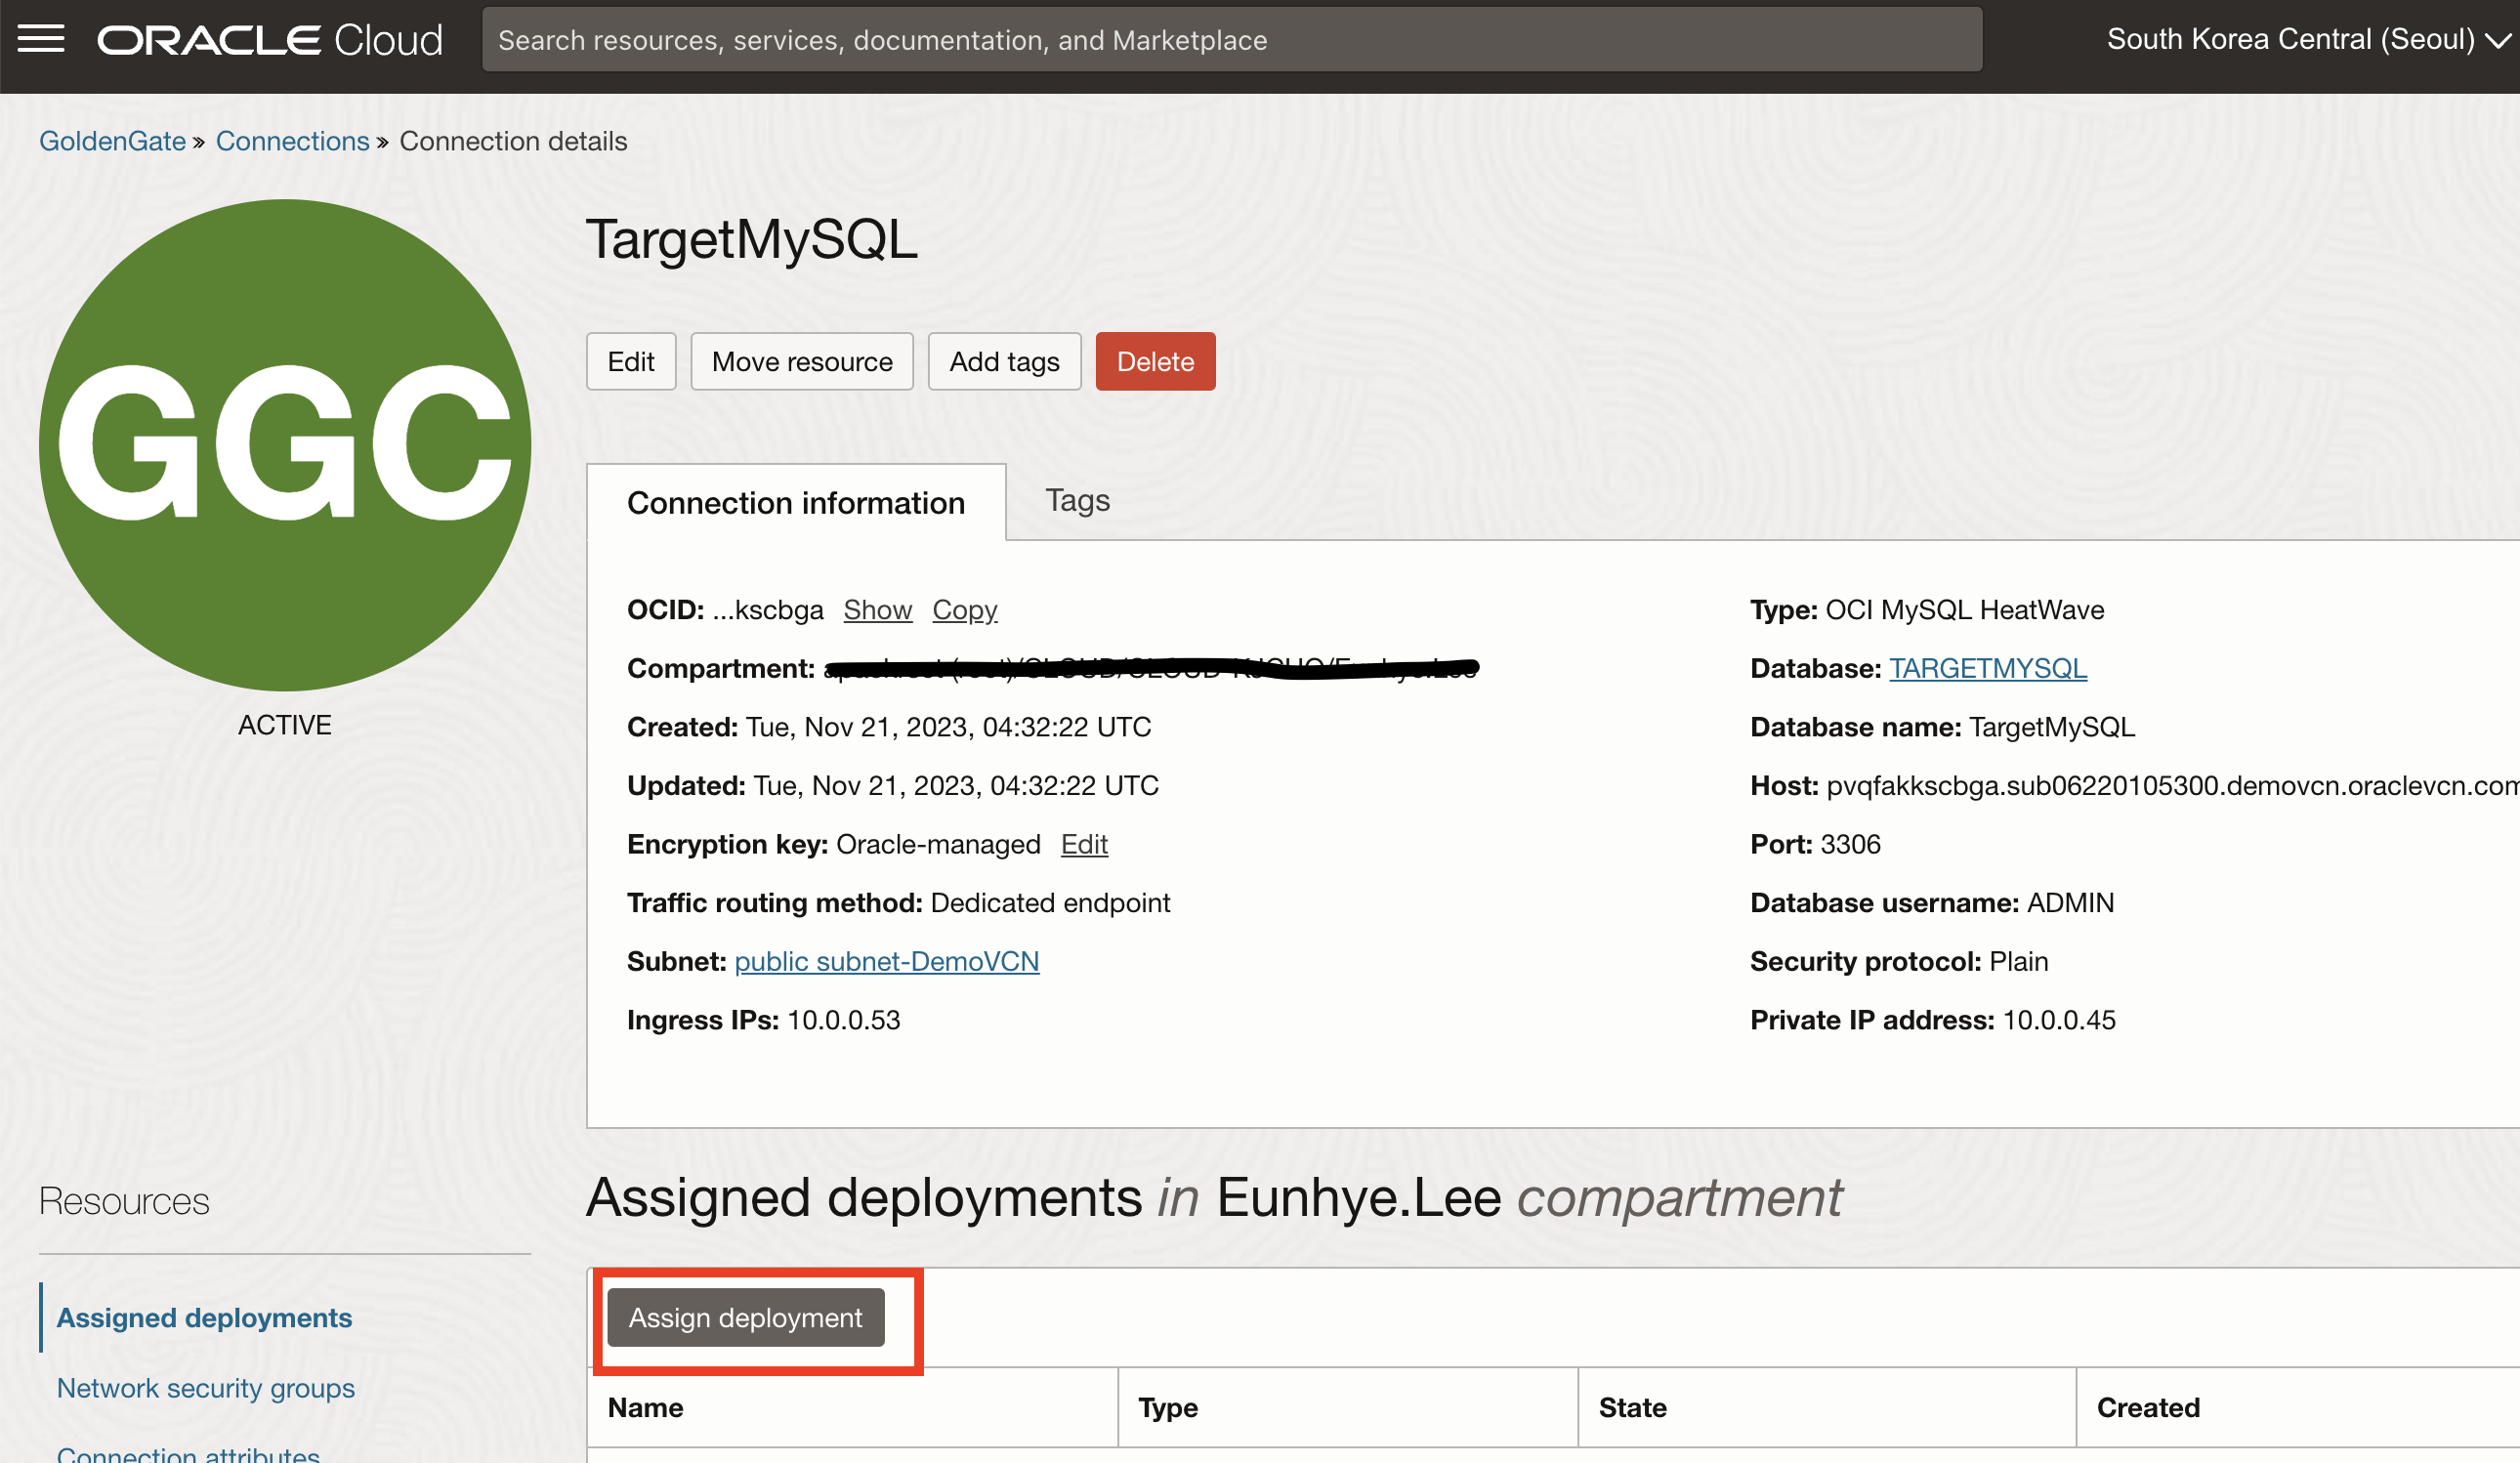 ORACLE Cloud
Search resources, services, documentation, and Marketplace
South Korea Central (Seoul)
GoldenGate » Connections » Connection details
GGC
ACTIVE
TargetMySQL
Edit Move resource Add tags Delete
Connection information Tags
OCID: ...kscbga Show Copy
Compartment:
Created: Tue, Nov 21, 2023, 04:32:22 UTC
Updated: Tue, Nov 21, 2023, 04:32:22 UTC
Encryption key: Oracle-managed Edit
Traffic routing method: Dedicated endpoint
Subnet: public subnet-DemoVCN
Ingress IPs: 10.0.0.53
Type: OCI MySQL HeatWave
Database: TARGETMYSQL
Database name: TargetMySQL
Host: pvqfakkscbga.sub06220105300.demovcn.oraclevcn.com
Port: 3306
Database username: ADMIN
Security protocol: Plain
Private IP address: 10.0.0.45
Resources
Assigned deployments
Network security groups
Connection attributes
Assigned deployments in Eunhye.Lee compartment
Assign deployment
Name Type State Created